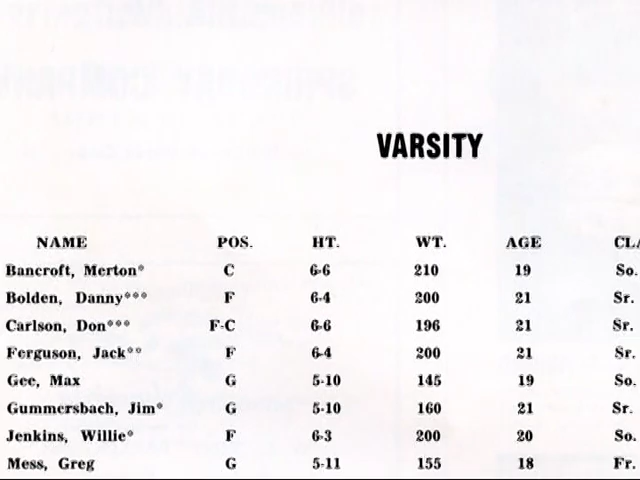 VARSITY
NAME POS. HT. WT. AGE
Bancroft, Merton* C 6-6 210 19 So.
Bolden, Danny*** F 6-4 200 21 Sr.
Carlson, Don*** F-C 6-6 196 21 Sr.
Ferguson, Jack** F 6-4 200 21 Sr.
Gee, Max G 5-10 145 19 So.
Gummersbach, Jim* G 5-10 160 21 Sr.
Jenkins, Willie* F 6-3 200 20 So.
Mess, Greg G 5-11 155 18 Fr.